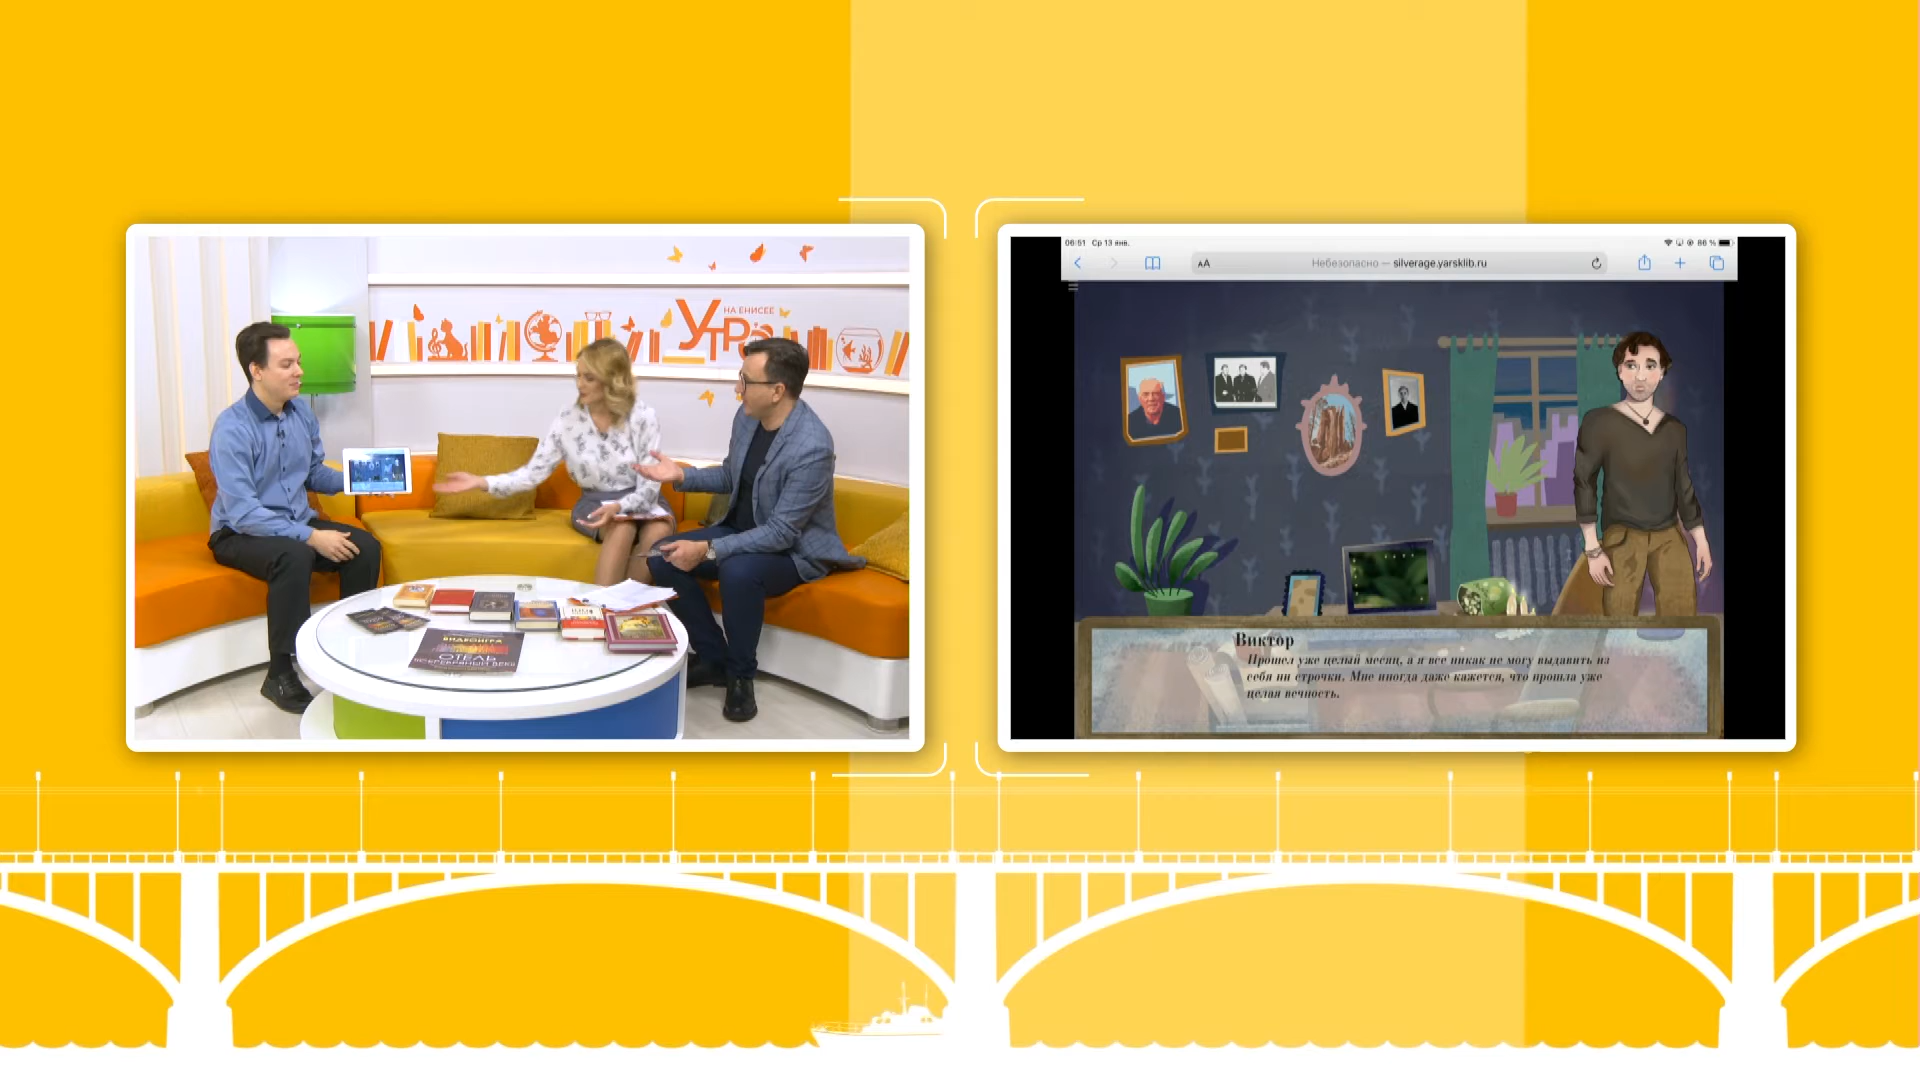 НА ЕНИСЕЕ
Утро
ВИДЕОИГРА
ОТЕЛЬ
«СЕРЕБРЯНЫЙ ВЕК»
06:51 Ср 13 янв.
86 %
AA
Небезопасно — silverage.yarsklib.ru
Виктор
Прошел уже целый месяц, а я все никак не могу выдавить из
себя ни строчки. Мне иногда даже кажется, что прошла уже
целая вечность.